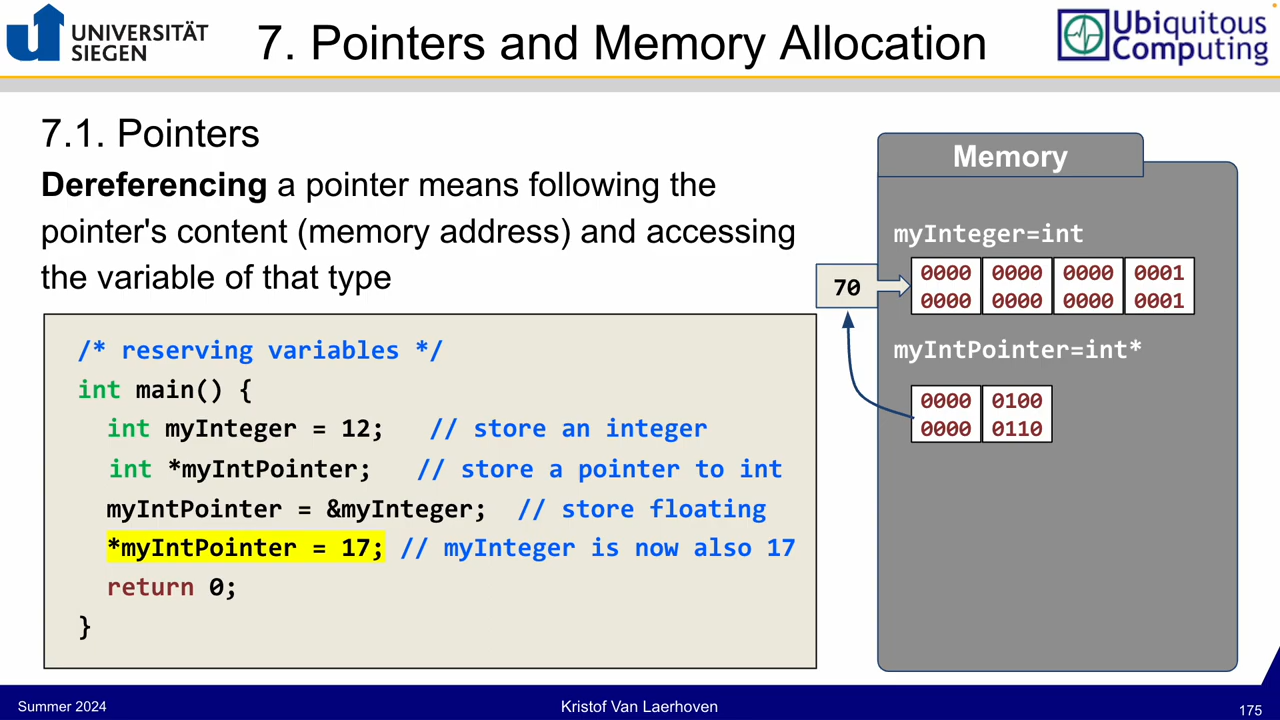 UNIVERSITÄT
SIEGEN
7. Pointers and Memory Allocation
Ubiquitous
Computing
7.1. Pointers
Dereferencing a pointer means following the
pointer's content (memory address) and accessing
the variable of that type
/* reserving variables */
int main() {
int myInteger = 12; // store an integer
int *myIntPointer; // store a pointer to int
myIntPointer = &myInteger; // store floating
*myIntPointer = 17; // myInteger is now also 17
return 0;
}
Memory
myInteger=int
70
0000 0000 0000 0001
0000 0000 0000 0001
myIntPointer=int*
0000 0100
0000 0110
Summer 2024
Kristof Van Laerhoven
175